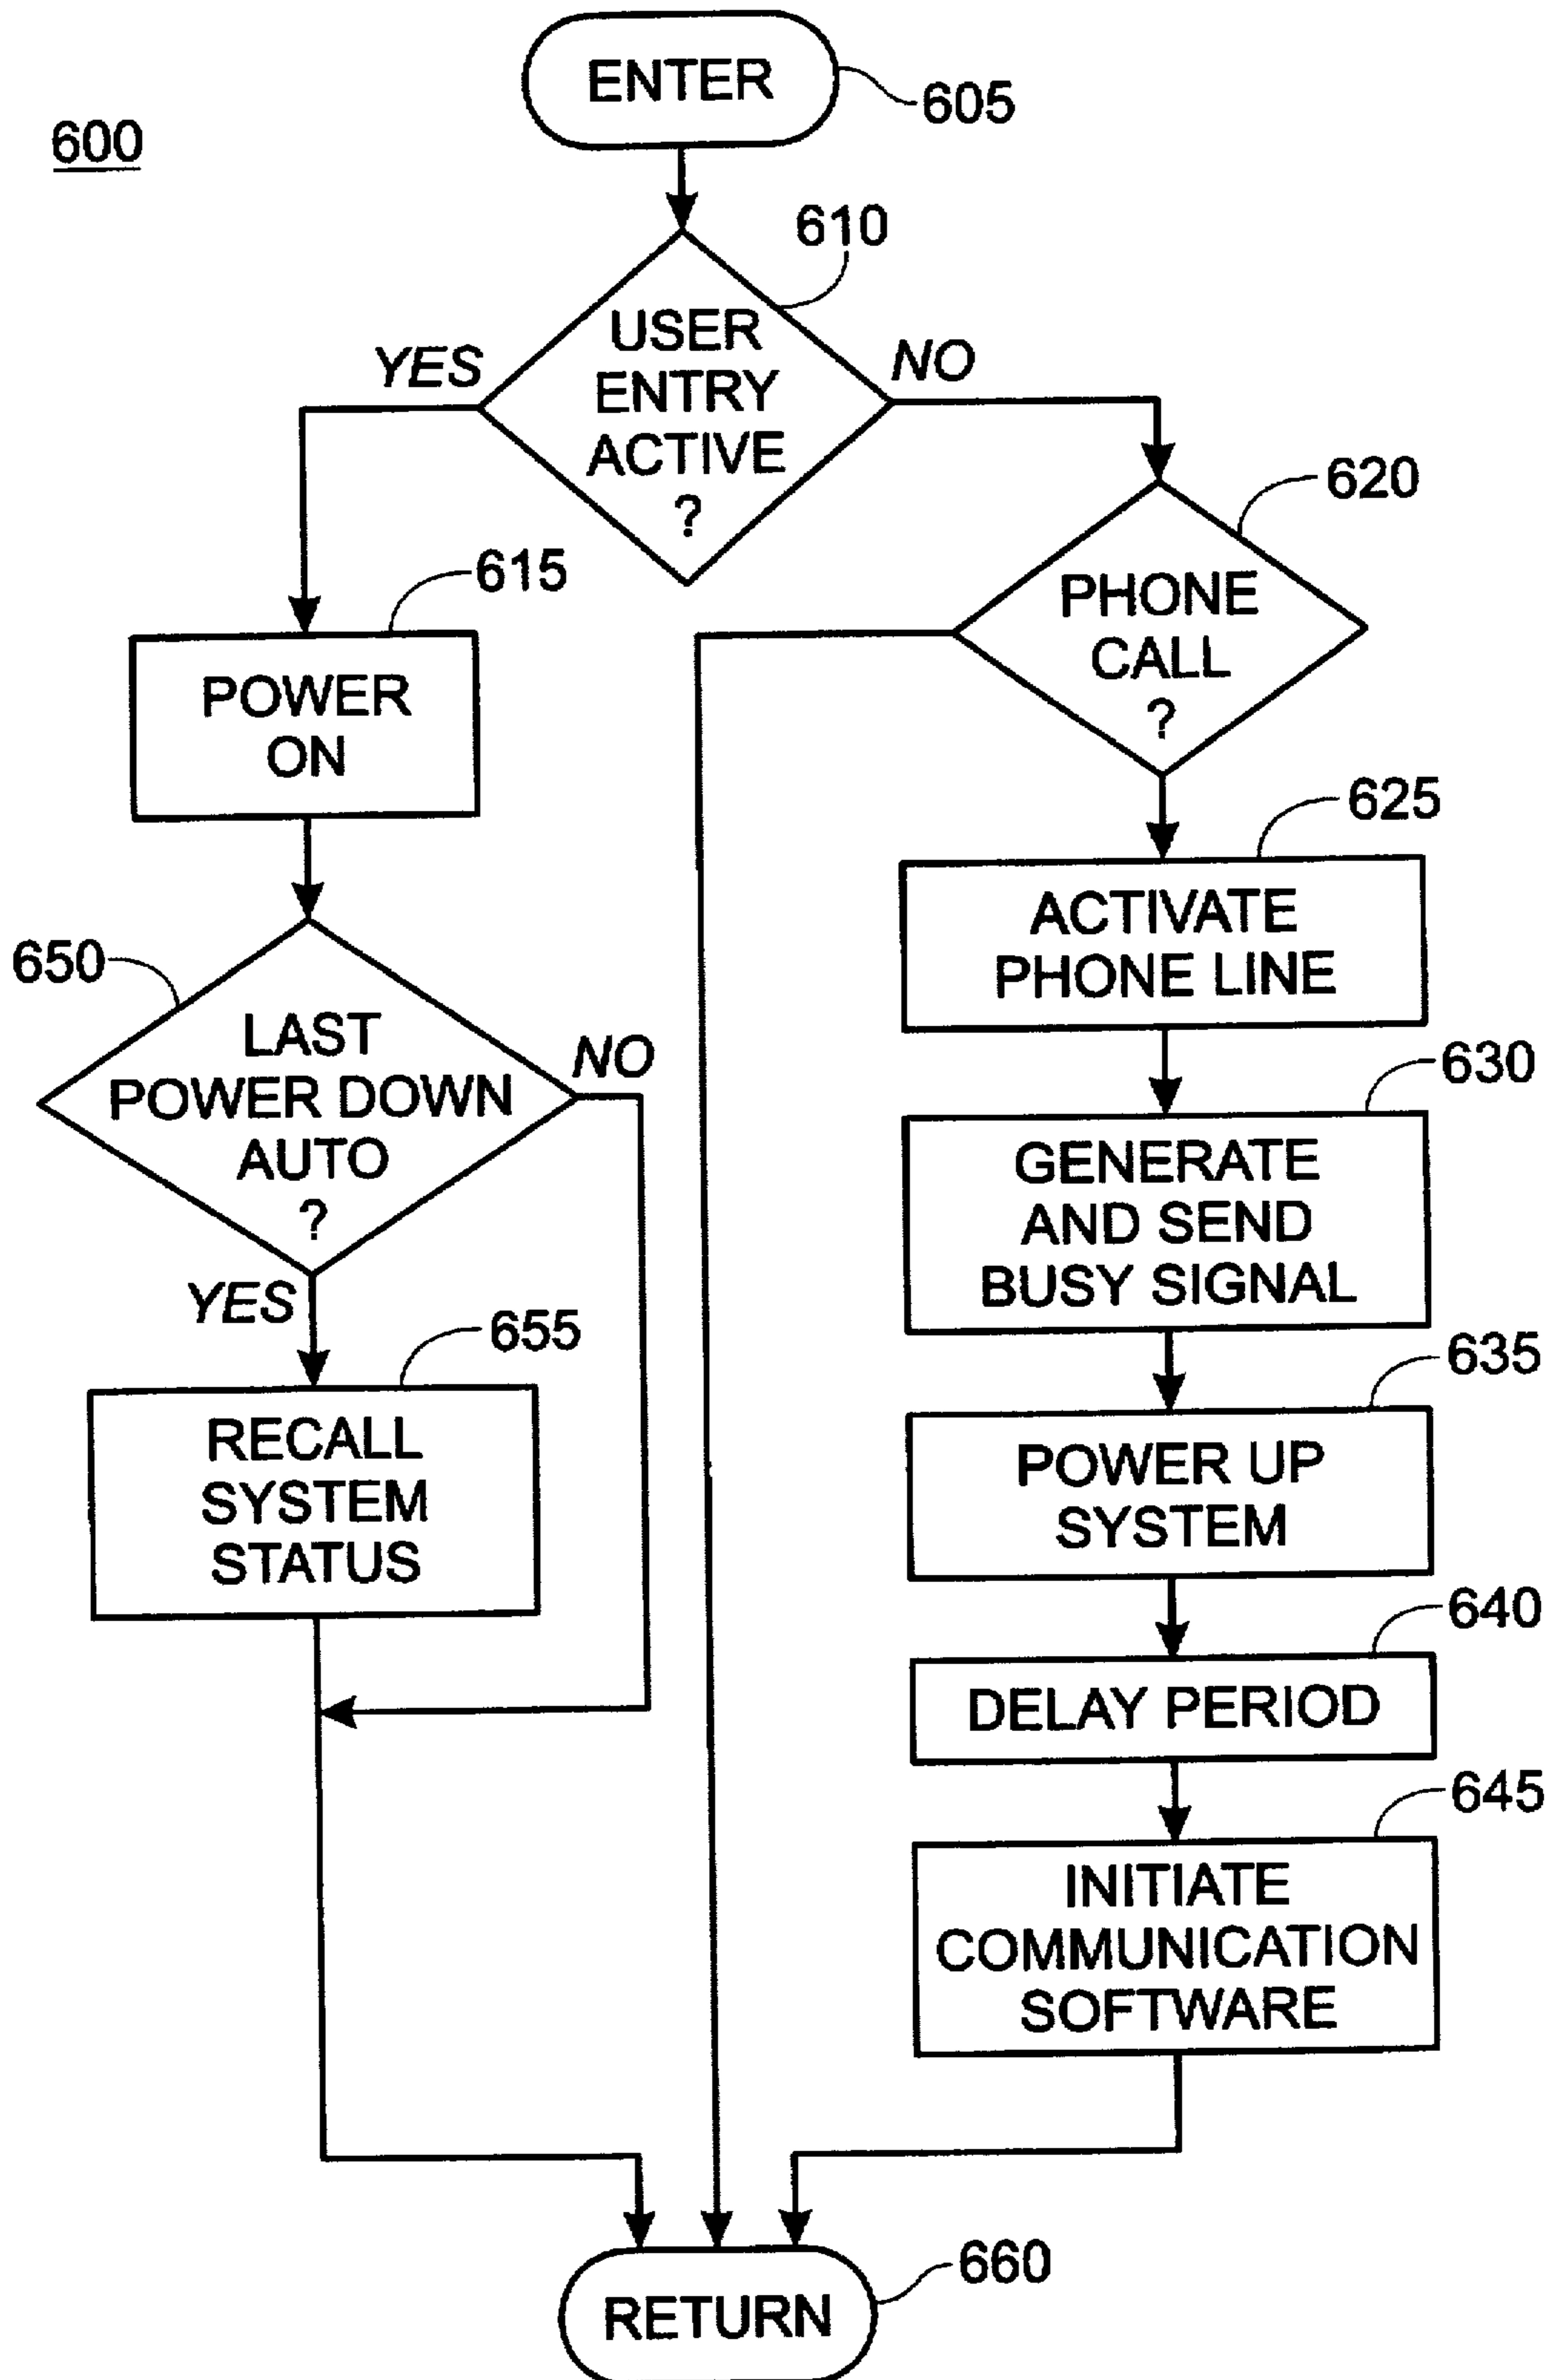 600
ENTER
605
610
USER
ENTRY
ACTIVE
?
YES
NO
620
PHONE
CALL
?
615
POWER
ON
625
ACTIVATE
PHONE LINE
650
LAST
POWER DOWN
AUTO
?
NO
YES
630
GENERATE
AND SEND
BUSY SIGNAL
655
RECALL
SYSTEM
STATUS
635
POWER UP
SYSTEM
640
DELAY PERIOD
645
INITIATE
COMMUNICATION
SOFTWARE
660
RETURN